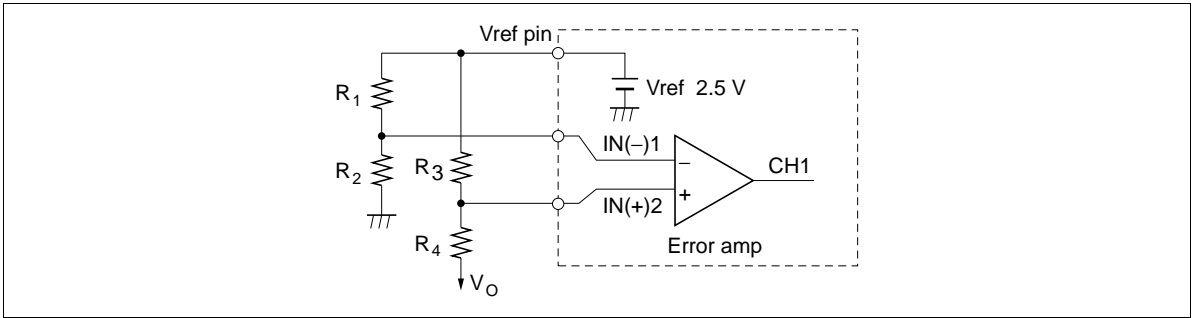 Vref pin
Vref 2.5 V
R1
IN(−)1
CH1
R2
R3
IN(+)2
R4
Error amp
VO